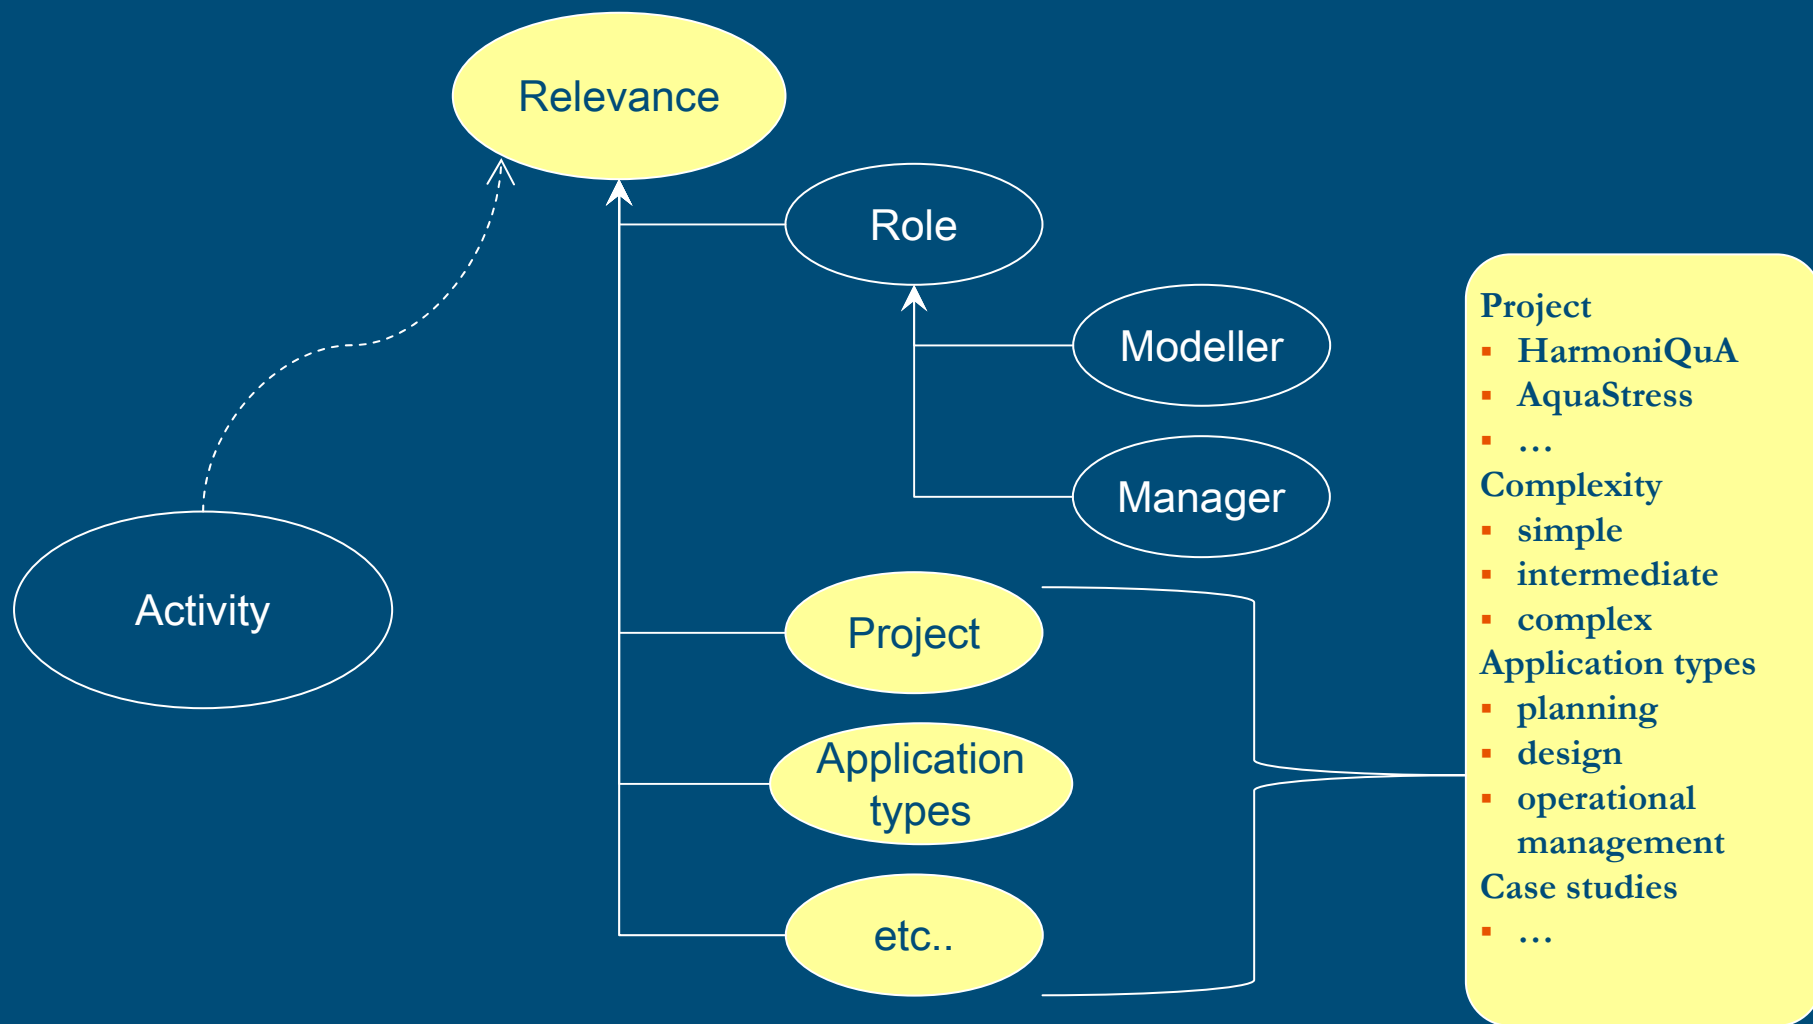 Relevance
Role
Modeller
Manager
Activity
Project
Application
types
etc..
Project
▪ HarmoniQuA
▪ AquaStress
▪ …
Complexity
▪ simple
▪ intermediate
▪ complex
Application types
▪ planning
▪ design
▪ operational
management
Case studies
▪ …